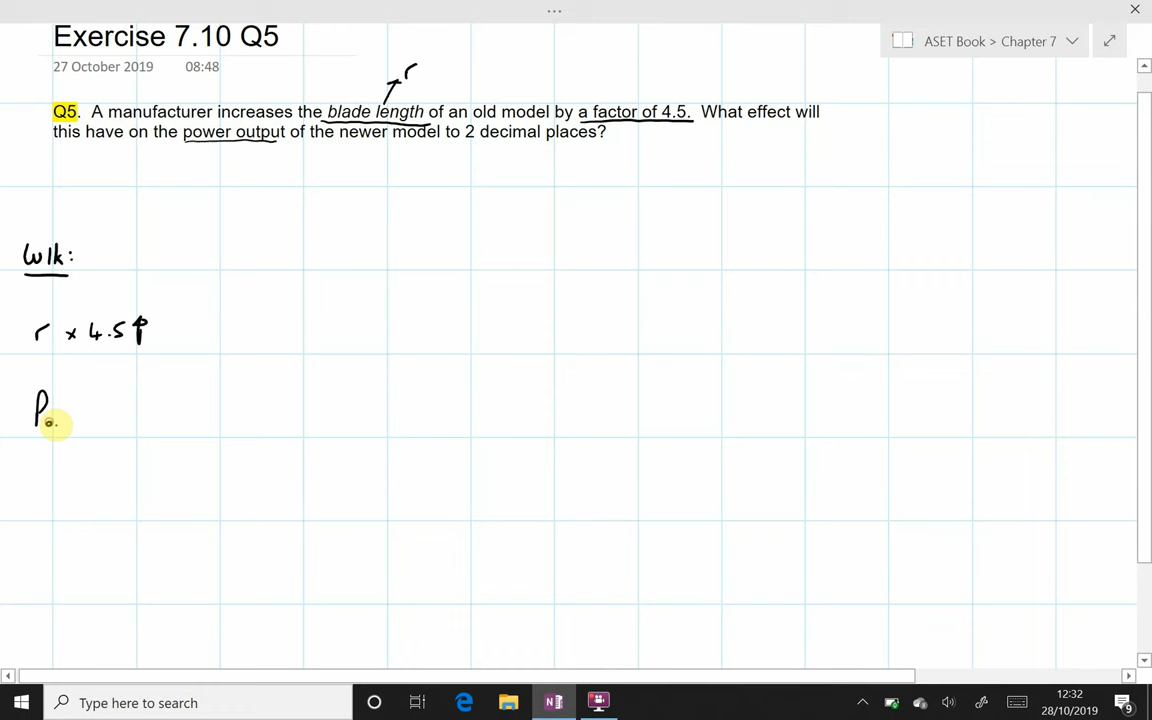 Exercise 7.10 Q5
ASET Book > Chapter 7
27 October 2019 08:48
r
Q5. A manufacturer increases the blade length of an old model by a factor of 4.5. What effect will
this have on the power output of the newer model to 2 decimal places?
Wlk:
r × 4.5 ↑
P
Type here to search
12:32
28/10/2019
9